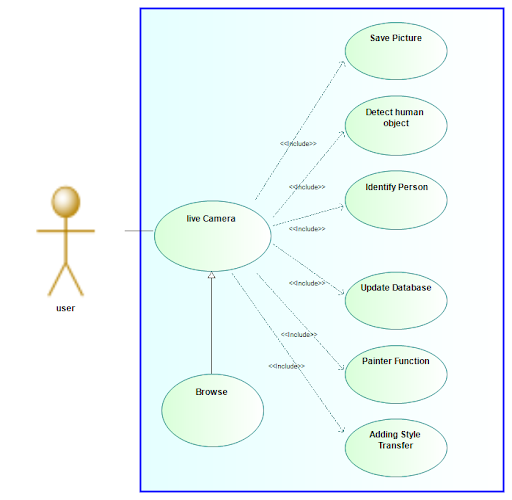 Save Picture
Detect human
object
<<Include>>
<<Include>>
Identify Person
live Camera
<<Include>>
user
<<Include>>
Update Database
<<Include>>
Painter Function
<<Include>>
Browse
Adding Style
Transfer